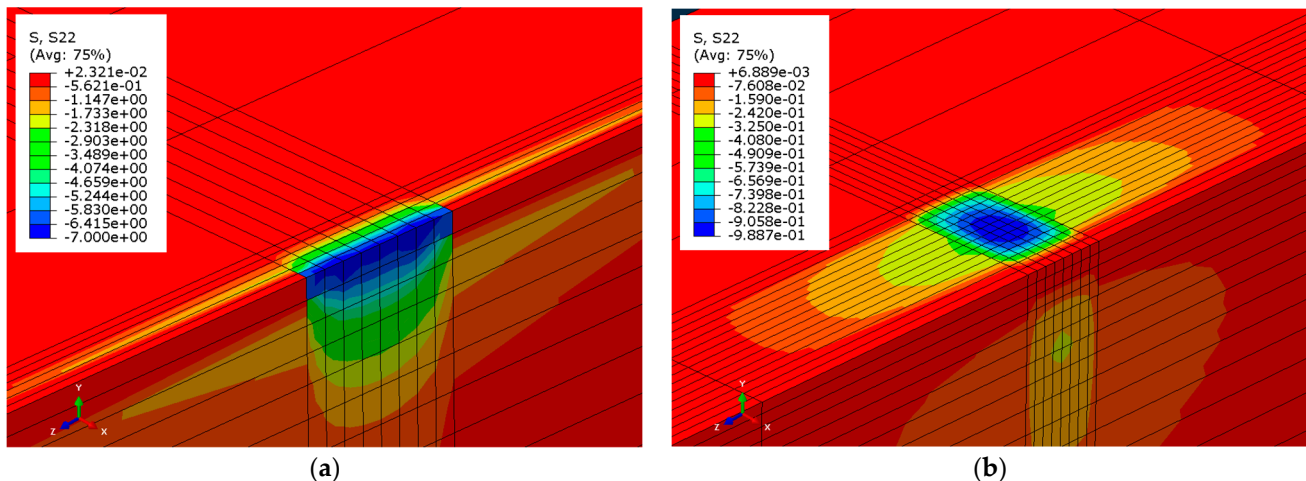 S, S22
(Avg: 75%)
+2.321e-02
-5.621e-01
-1.147e+00
-1.733e+00
-2.318e+00
-2.903e+00
-3.489e+00
-4.074e+00
-4.659e+00
-5.244e+00
-5.830e+00
-6.415e+00
-7.000e+00
Y
Z
X
(a)
S, S22
(Avg: 75%)
+6.889e-03
-7.608e-02
-1.590e-01
-2.420e-01
-3.250e-01
-4.080e-01
-4.909e-01
-5.739e-01
-6.569e-01
-7.398e-01
-8.228e-01
-9.058e-01
-9.887e-01
Y
Z
X
(b)